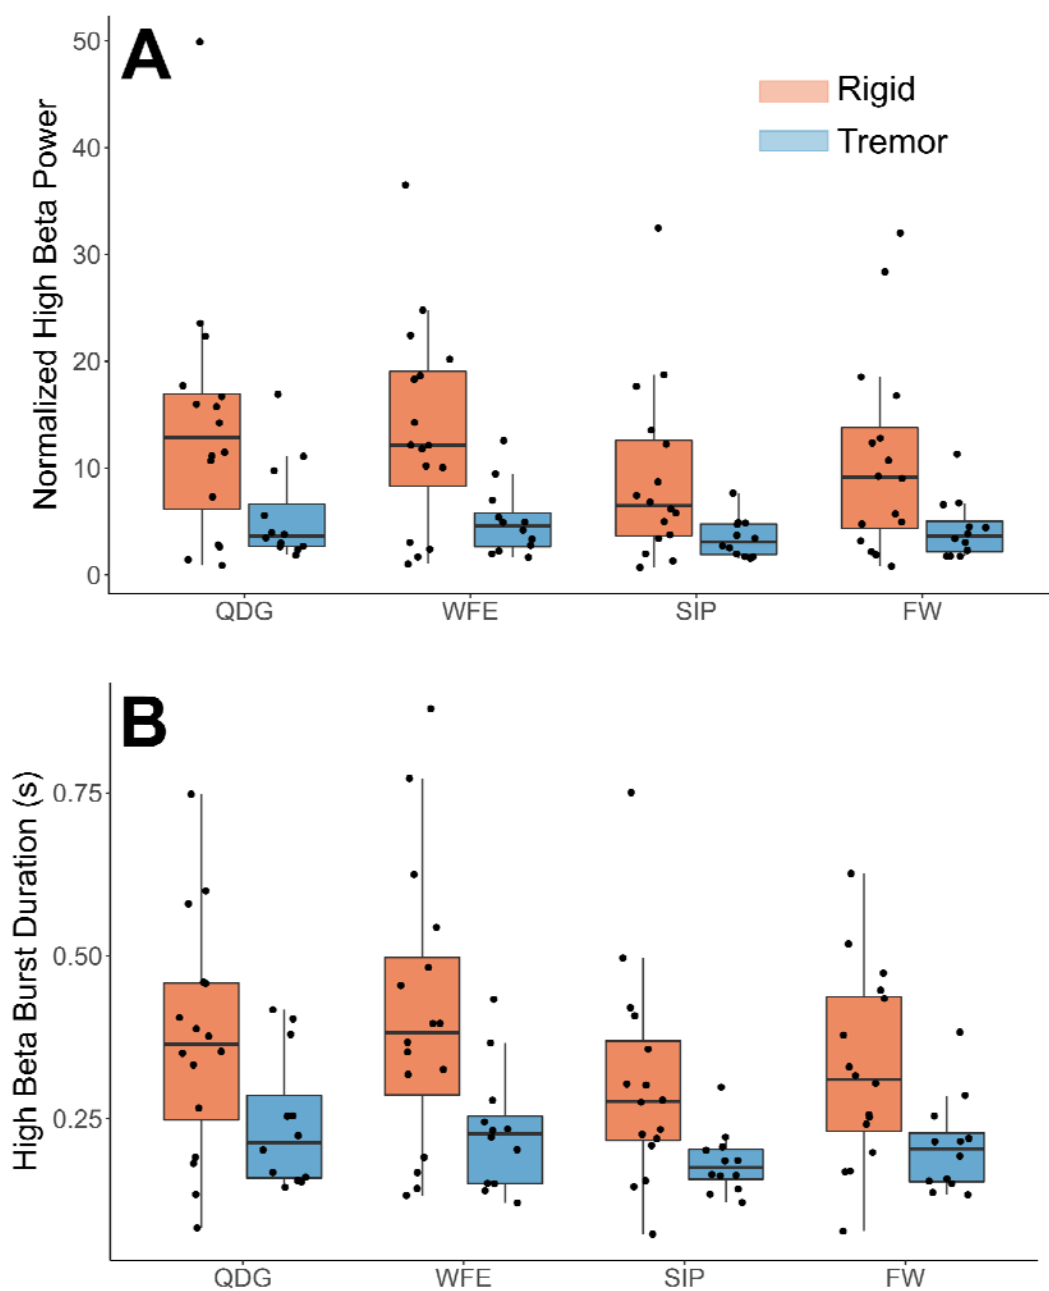 A
Normalized High Beta Power
50
40
30
20
10
0
Rigid
Tremor
QDG WFE SIP FW
B
High Beta Burst Duration (s)
0.75
0.50
0.25
QDG WFE SIP FW